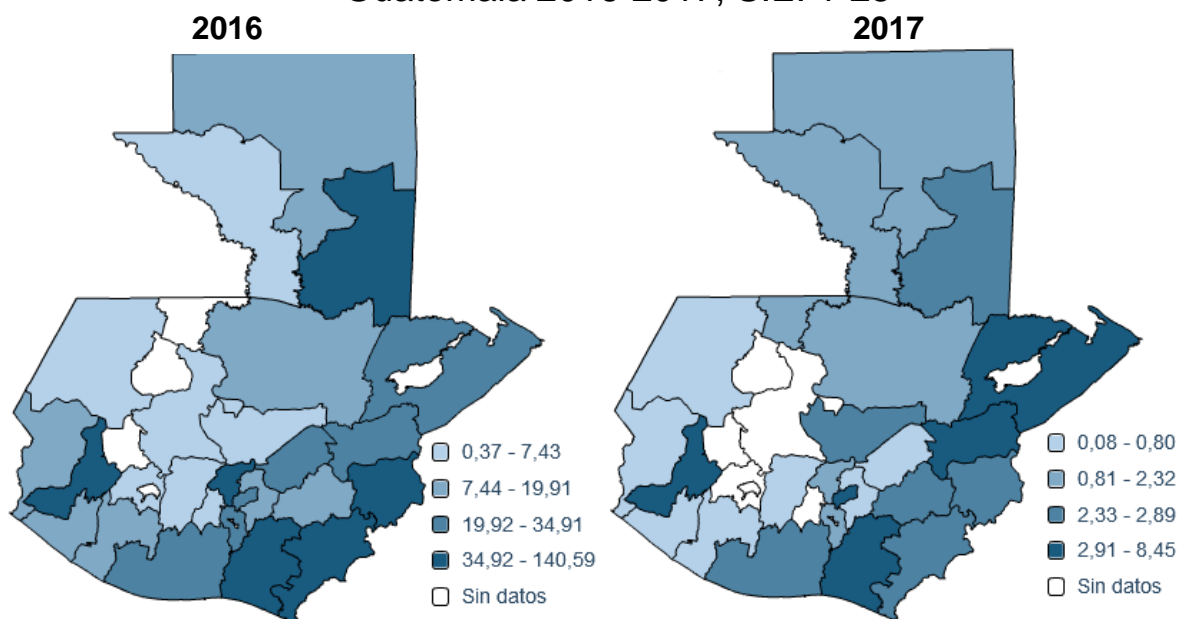 2016
2017
0,37 - 7,43
7,44 - 19,91
19,92 - 34,91
34,92 - 140,59
Sin datos
0,08 - 0,80
0,81 - 2,32
2,33 - 2,89
2,91 - 8,45
Sin datos